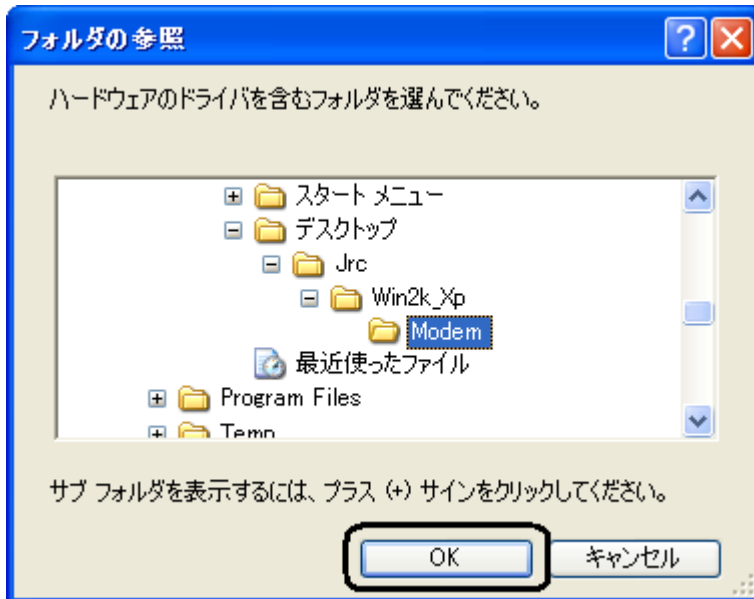 フォルダの参照
ハードウェアのドライバを含むフォルダを選んでください。
スタート メニュー
デスクトップ
Jrc
Win2k_Xp
Modem
最近使ったファイル
Program Files
Temp
サブ フォルダを表示するには、プラス (+) サインをクリックしてください。
OK キャンセル